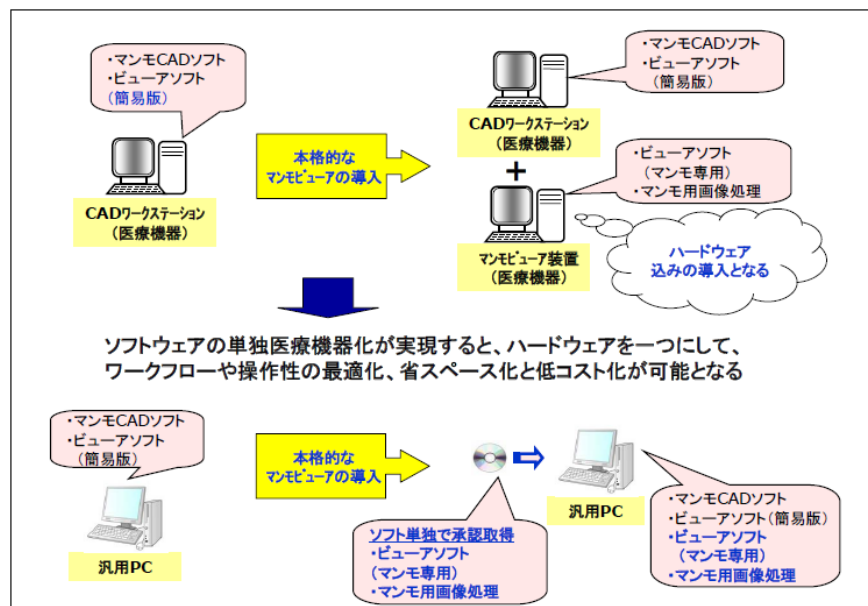 ・マンモCADソフト
・ビューアソフト
(簡易版)
CADワークステーション
(医療機器)
本格的な
マンモビューアの導入
・マンモCADソフト
・ビューアソフト
(簡易版)
CADワークステーション
(医療機器)
+
・ビューアソフト
(マンモ専用)
・マンモ用画像処理
マンモビューア装置
(医療機器)
ハードウェア
込みの導入となる
ソフトウェアの単独医療機器化が実現すると、ハードウェアを一つにして、
ワークフローや操作性の最適化、省スペース化と低コスト化が可能となる
・マンモCADソフト
・ビューアソフト
(簡易版)
汎用PC
本格的な
マンモビューアの導入
ソフト単独で承認取得
・ビューアソフト
(マンモ専用)
・マンモ用画像処理
汎用PC
・マンモCADソフト
・ビューアソフト(簡易版)
・ビューアソフト
(マンモ専用)
・マンモ用画像処理